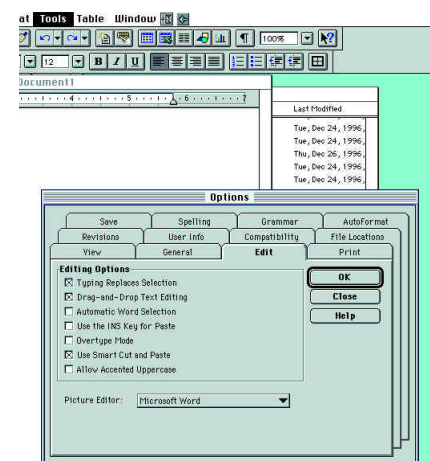 at Tools Table Window
¶ 100%
12 B I U
Document1
4 5 6 7
Last Modified
Tue, Dec 24, 1996,
Tue, Dec 24, 1996,
Thu, Dec 26, 1996,
Tue, Dec 24, 1996,
Tue, Dec 24, 1996,
Options
Save Spelling Grammar AutoFormat
Revisions User Info Compatibility File Locations
View General Edit Print
Editing Options
Typing Replaces Selection
Drag-and-Drop Text Editing
Automatic Word Selection
Use the INS Key for Paste
Overtype Mode
Use Smart Cut and Paste
Allow Accented Uppercase
OK
Close
Help
Picture Editor: Microsoft Word